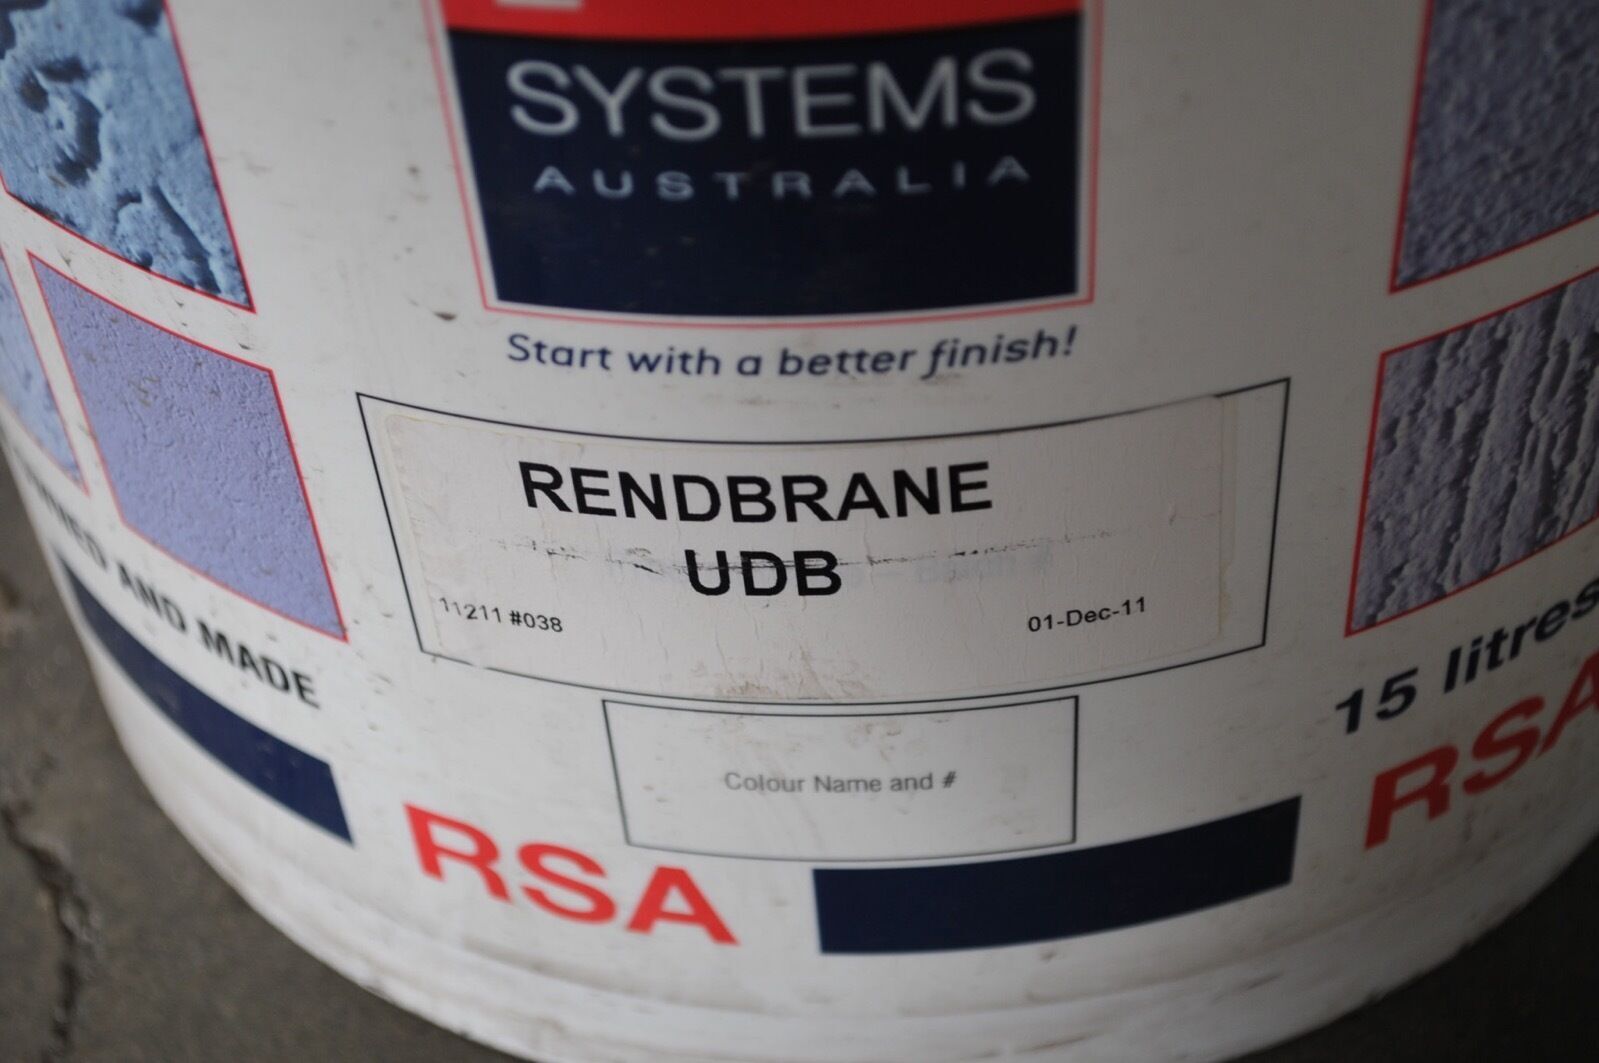 SYSTEMS
AUSTRALIA
Start with a better finish!
RENDBRANE
UDB
11211 #038
01-Dec-11
AND MADE
15 litres
Colour Name and #
RSA
RSA